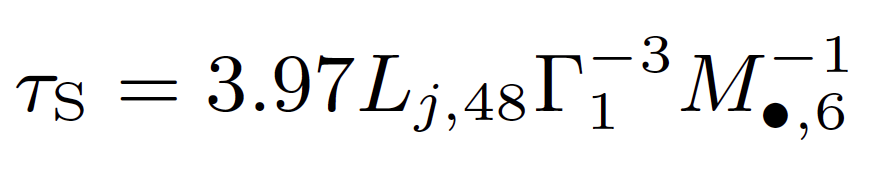 τ_S = 3.97 L_{j,48} Γ_1^{-3} M_{•,6}^{-1}